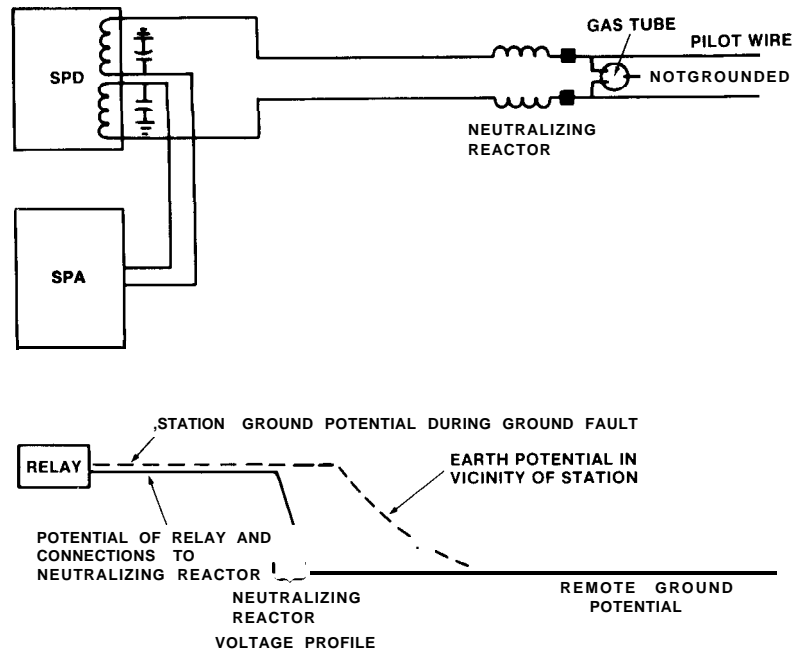 GAS TUBE
PILOT WIRE
SPD
NOTGROUNDED
NEUTRALIZING
REACTOR
SPA
,STATION GROUND POTENTIAL DURING GROUND FAULT
RELAY
EARTH POTENTIAL IN
VICINITY OF STATION
POTENTIAL OF RELAY AND
CONNECTIONS TO
NEUTRALIZING REACTOR
NEUTRALIZING
REACTOR
REMOTE GROUND
POTENTIAL
VOLTAGE PROFILE